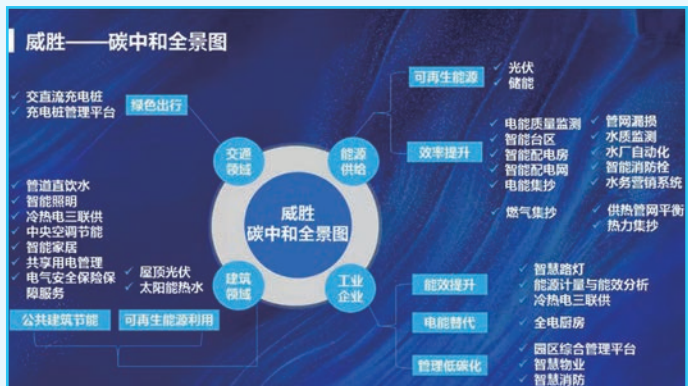 威胜——碳中和全景图
交直流充电桩
充电桩管理平台
绿色出行
交通
领域
能源
供给
可再生能源
光伏
储能
效率提升
电能质量监测
智能台区
智能配电房
智能配电网
电能集抄
燃气集抄
管网漏损
水质监测
水厂自动化
智能消防栓
水务营销系统
供热管网平衡
热力集抄
威胜
碳中和全景图
管道直饮水
智能照明
冷热电三联供
中央空调节能
智能家居
共享用电管理
电气安全保险保
障服务
屋顶光伏
太阳能热水
公共建筑节能
可再生能源利用
建筑
领域
工业
企业
能效提升
智慧路灯
能源计量与能效分析
冷热电三联供
电能替代
全电厨房
管理低碳化
园区综合管理平台
智慧物业
智慧消防